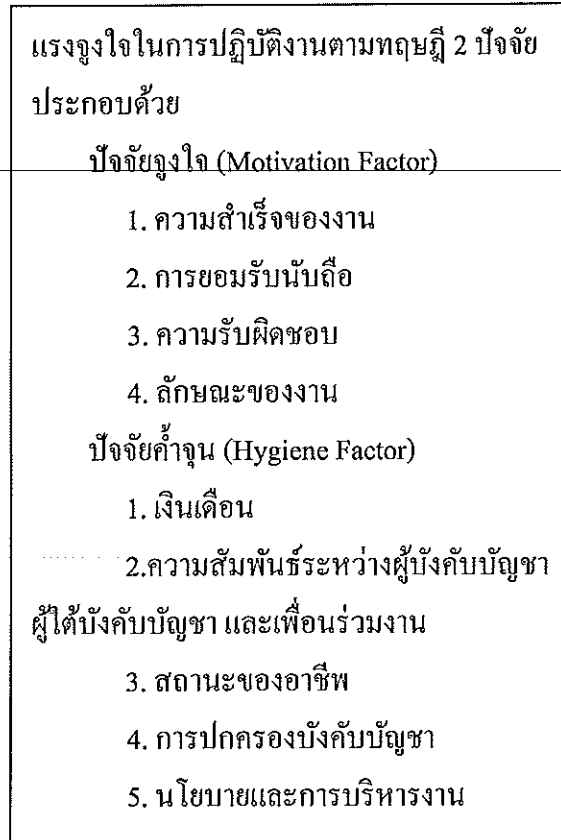 แรงจูงใจในการปฏิบัติงานตามทฤษฎี 2 ปัจจัย
ประกอบด้วย
ปัจจัยจูงใจ (Motivation Factor)
1. ความสำเร็จของงาน
2. การยอมรับนับถือ
3. ความรับผิดชอบ
4. ลักษณะของงาน
ปัจจัยค้ำจุน (Hygiene Factor)
1. เงินเดือน
2.ความสัมพันธ์ระหว่างผู้บังคับบัญชา
ผู้ใต้บังคับบัญชา และเพื่อนร่วมงาน
3. สถานะของอาชีพ
4. การปกครองบังคับบัญชา
5. นโยบายและการบริหารงาน